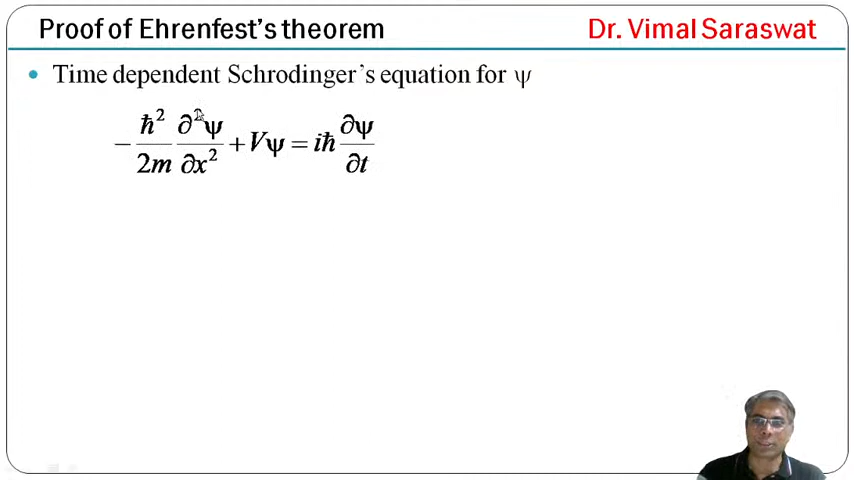 Proof of Ehrenfest's theorem
Dr. Vimal Saraswat
• Time dependent Schrodinger's equation for ψ
−ħ²/2m ∂²ψ/∂x² + Vψ = iħ ∂ψ/∂t